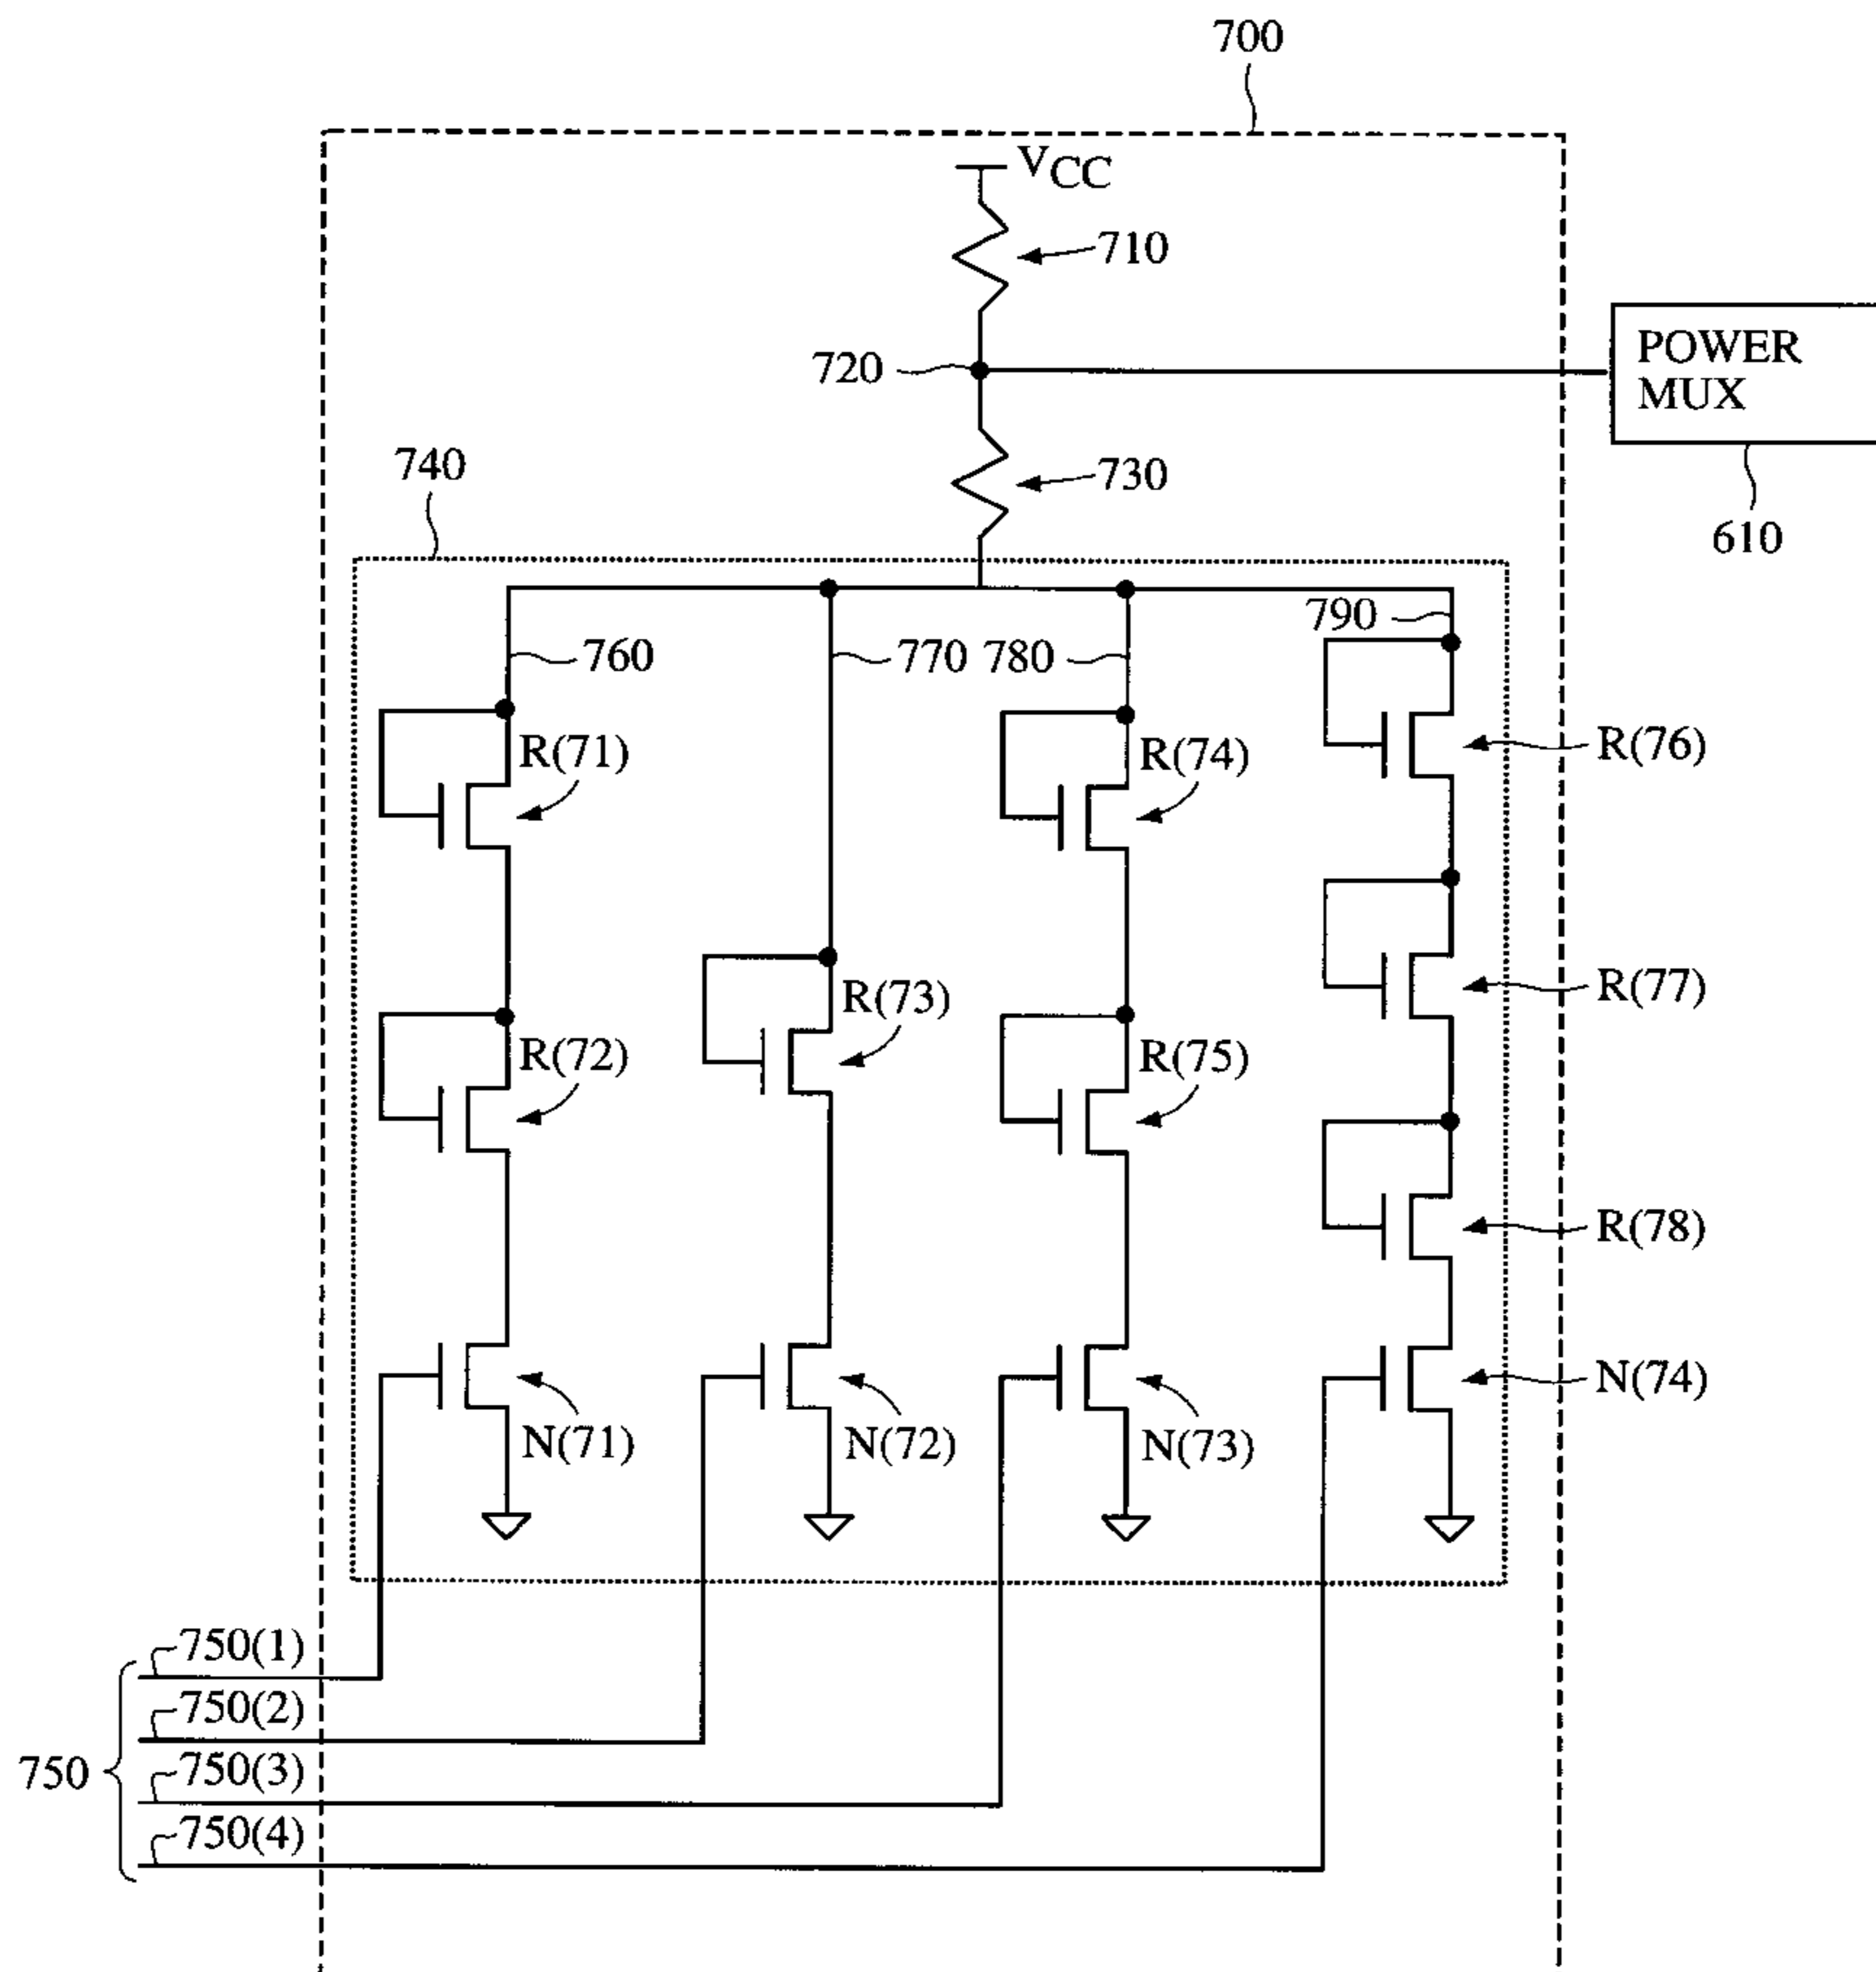 700
VCC
710
720
POWER
MUX
740
730
610
790
760
770 780
R(71)
R(74)
R(76)
R(73)
R(77)
R(72)
R(75)
R(78)
N(74)
N(71)
N(72)
N(73)
750(1)
750(2)
750
750(3)
750(4)